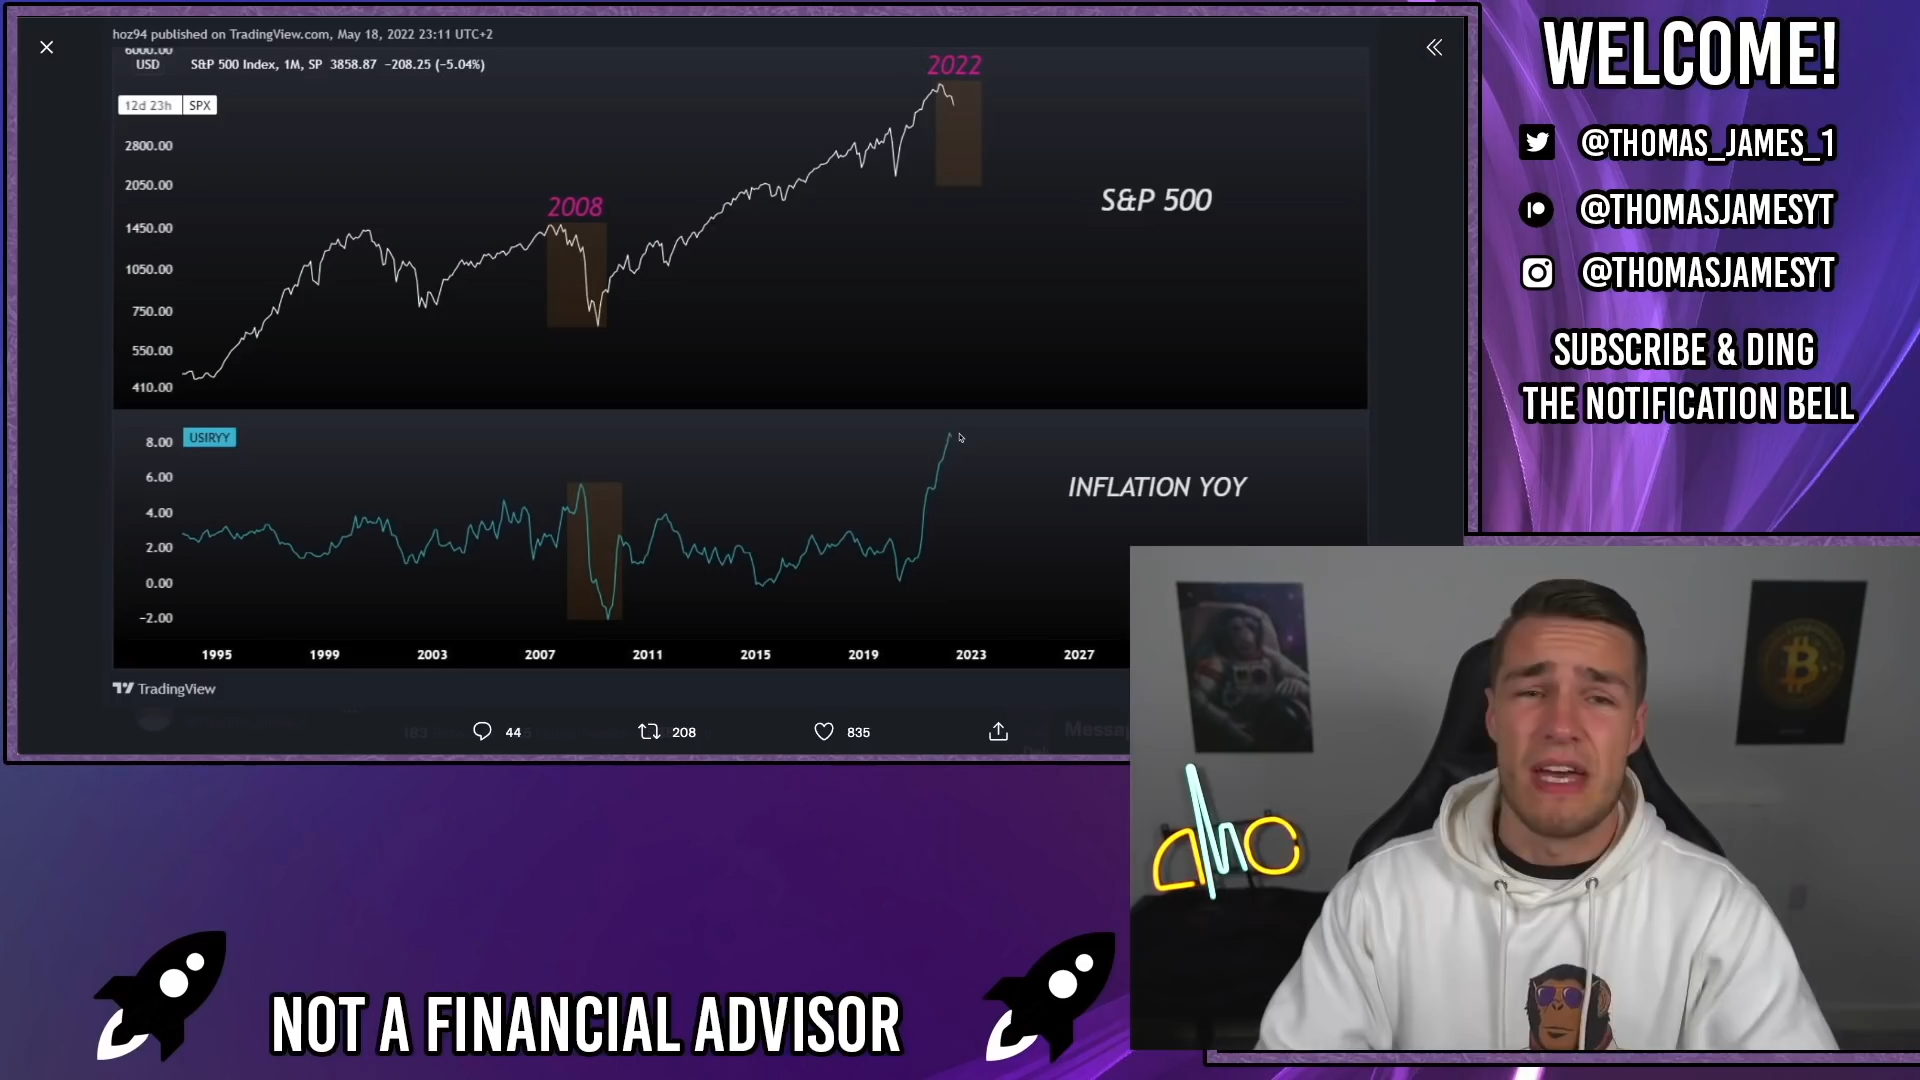 hoz94 published on TradingView.com, May 18, 2022 23:11 UTC+2
6000.00
USD
S&P 500 Index, 1M, SP 3858.87 −208.25 (−5.04%)
2022
12d 23h SPX
2800.00
2050.00
2008
S&P 500
1450.00
1050.00
750.00
550.00
410.00
8.00
USIRYY
6.00
INFLATION YOY
4.00
2.00
0.00
−2.00
1995 1999 2003 2007 2011 2015 2019 2023 2027
TradingView
44 208 835
WELCOME!
@THOMAS_JAMES_1
@THOMASJAMESYT
@THOMASJAMESYT
SUBSCRIBE & DING
THE NOTIFICATION BELL
NOT A FINANCIAL ADVISOR